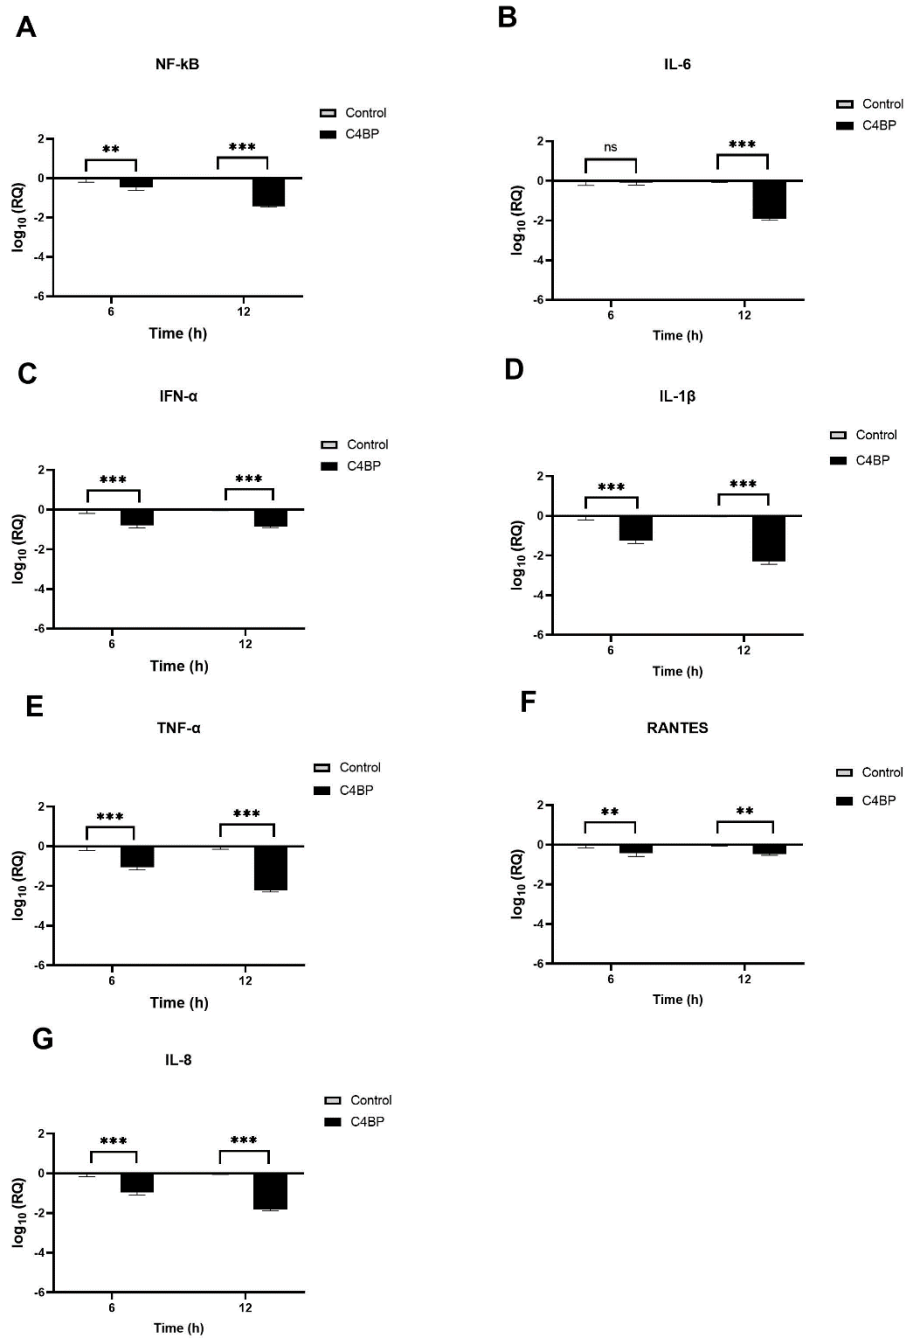 A
NF-kB
Control
C4BP
2
0
-2
-4
-6
log10 (RQ)
**
***
6
12
Time (h)
B
IL-6
Control
C4BP
2
0
-2
-4
-6
log10 (RQ)
ns
***
6
12
Time (h)
C
IFN-α
Control
C4BP
2
0
-2
-4
-6
log10 (RQ)
***
***
6
12
Time (h)
D
IL-1β
Control
C4BP
2
0
-2
-4
-6
log10 (RQ)
***
***
6
12
Time (h)
E
TNF-α
Control
C4BP
2
0
-2
-4
-6
log10 (RQ)
***
***
6
12
Time (h)
F
RANTES
Control
C4BP
2
0
-2
-4
-6
log10 (RQ)
**
**
6
12
Time (h)
G
IL-8
Control
C4BP
2
0
-2
-4
-6
log10 (RQ)
***
***
6
12
Time (h)